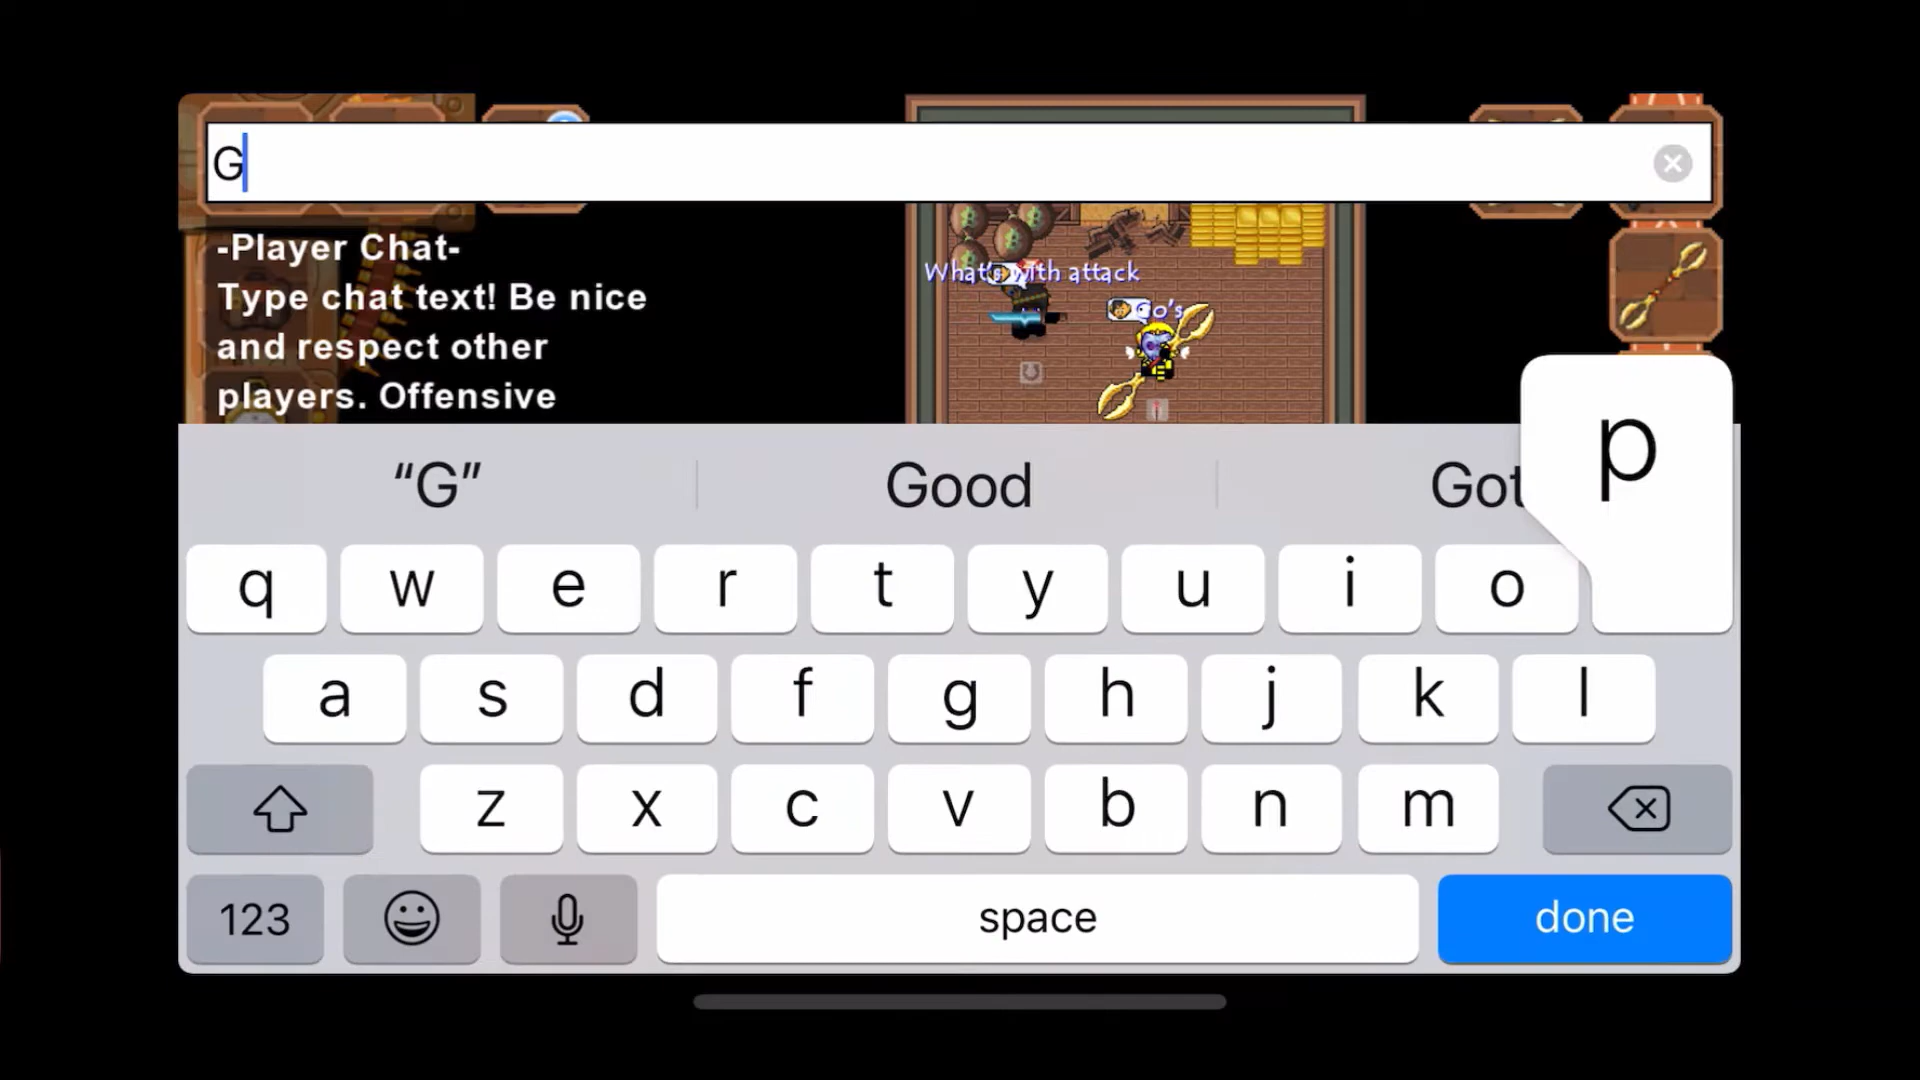 G
-Player Chat-
Type chat text! Be nice
and respect other
players. Offensive
What's with attack
Go's
“G”
Good
Got
p
q w e r t y u i o
a s d f g h j k l
z x c v b n m
123
space
done